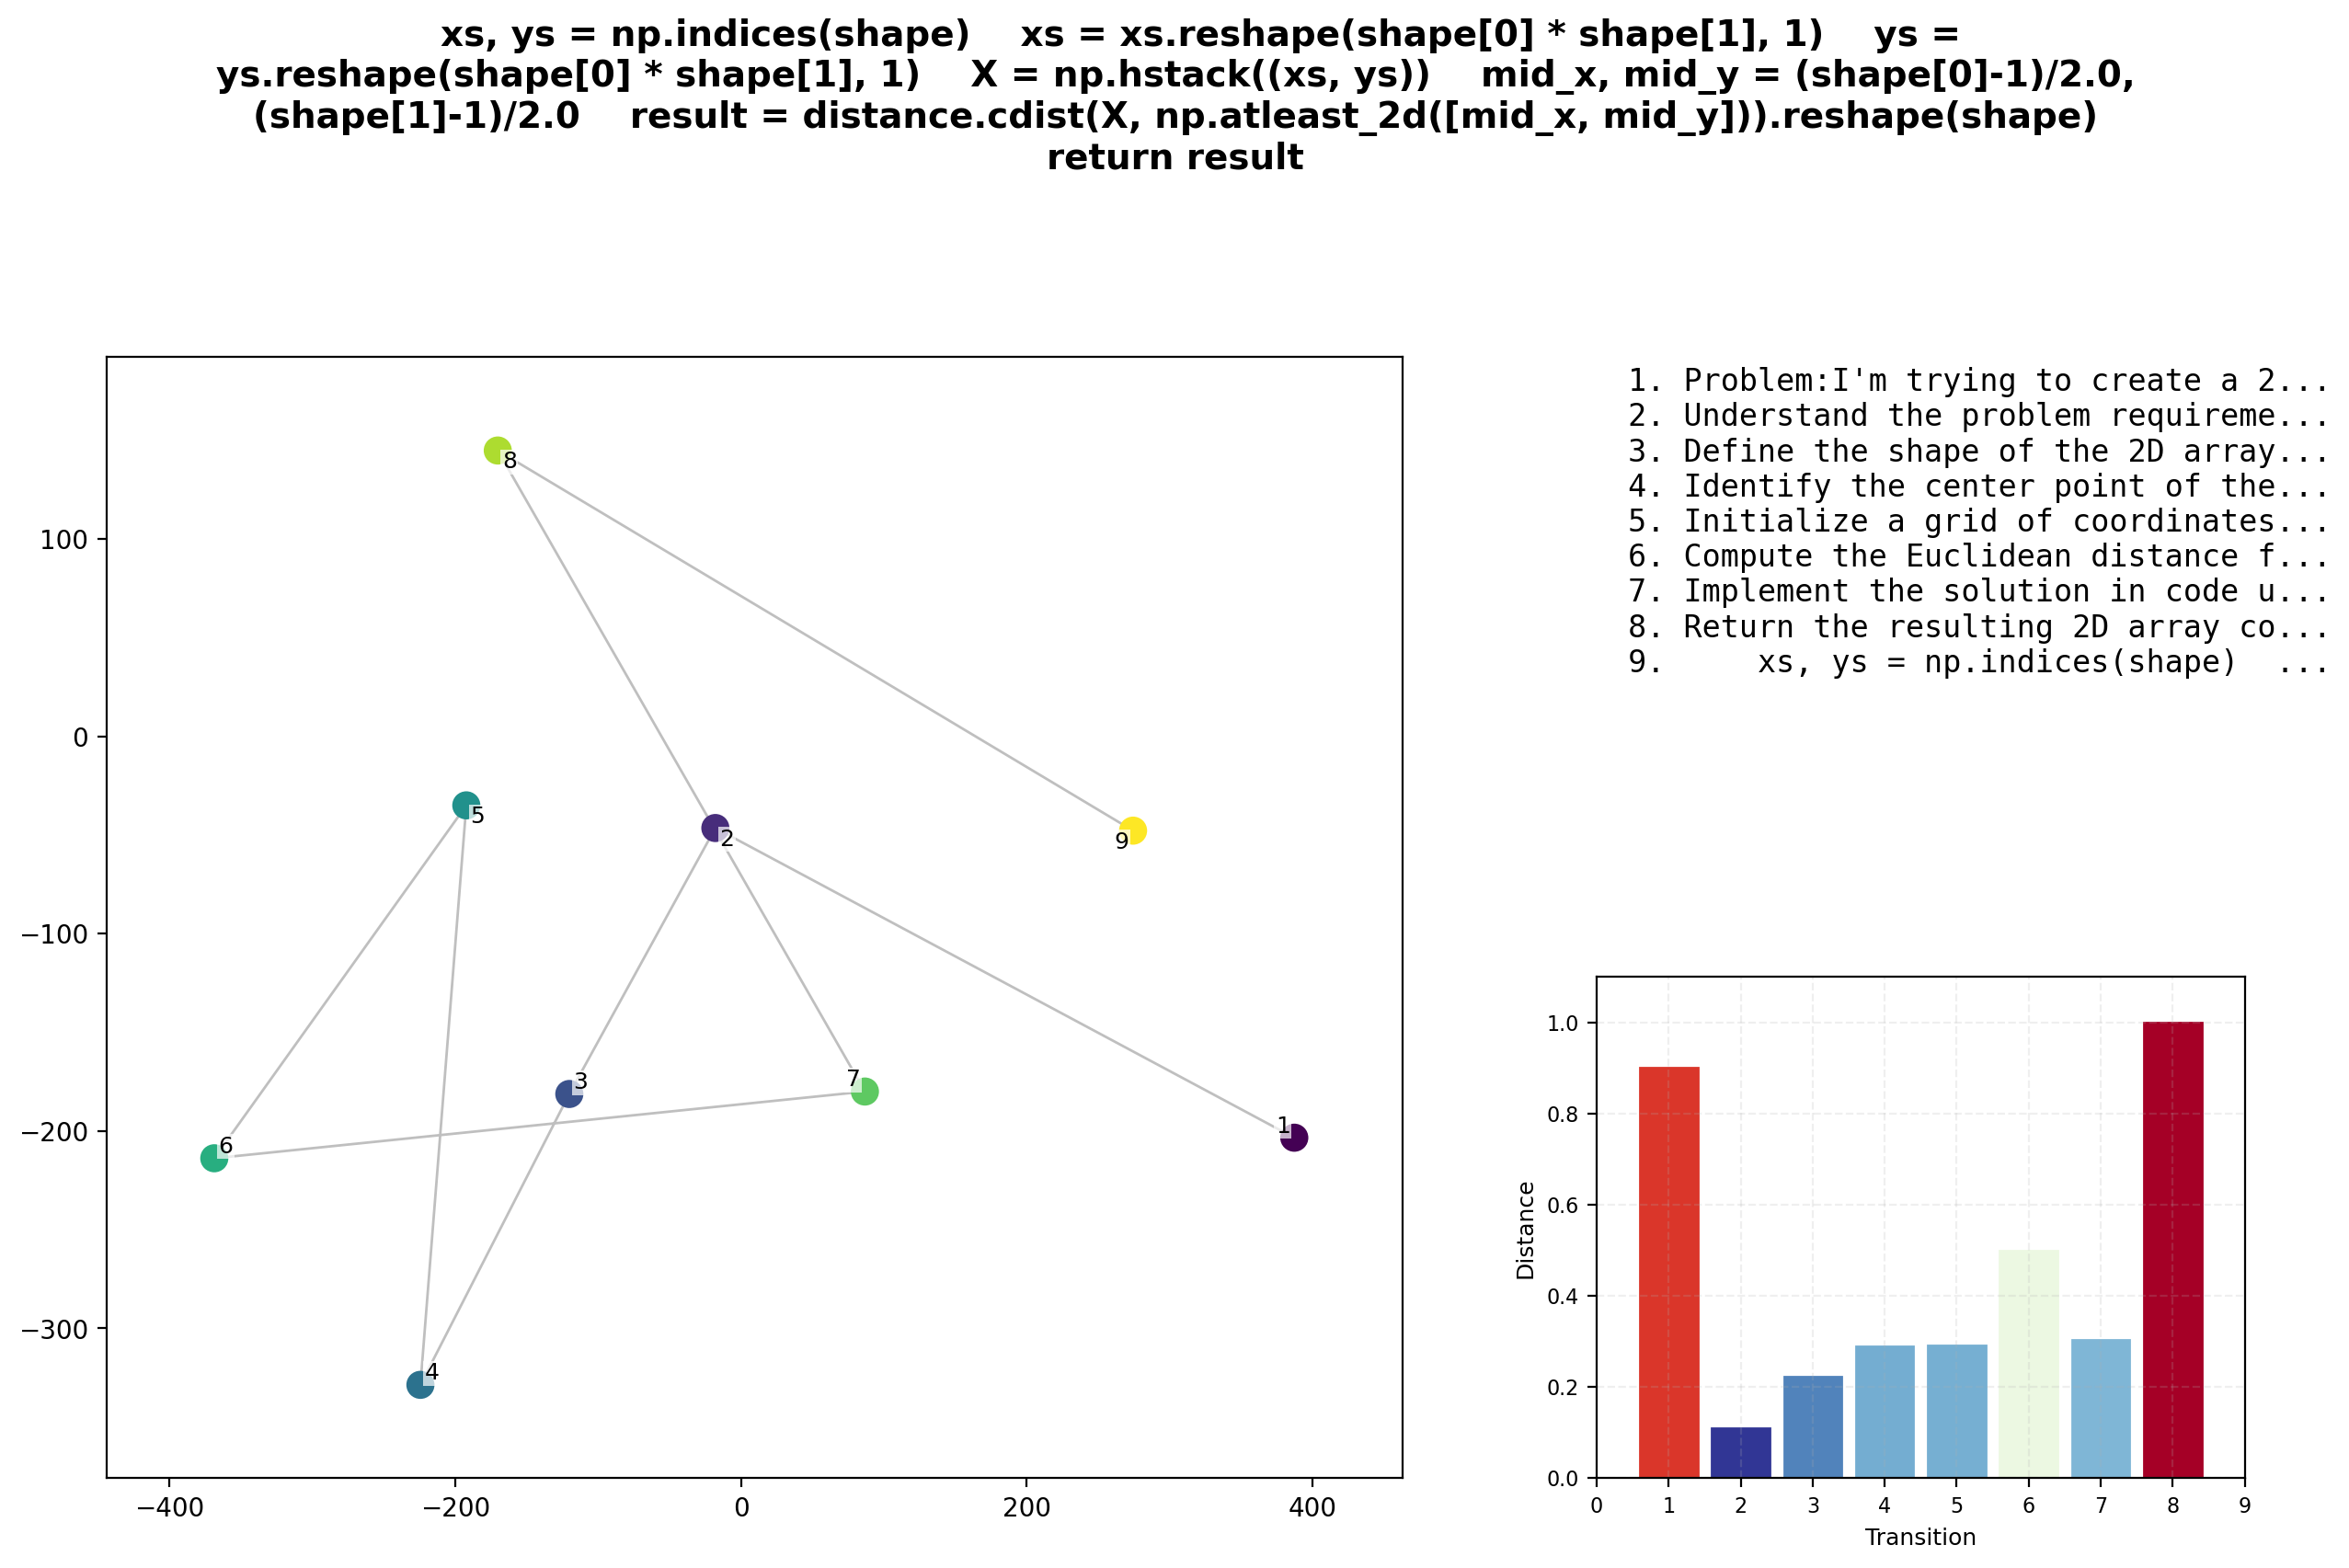 xs, ys = np.indices(shape)    xs = xs.reshape(shape[0] * shape[1], 1)    ys =
ys.reshape(shape[0] * shape[1], 1)    X = np.hstack((xs, ys))    mid_x, mid_y = (shape[0]-1)/2.0,
(shape[1]-1)/2.0    result = distance.cdist(X, np.atleast_2d([mid_x, mid_y])).reshape(shape)
return result
100
0
−100
−200
−300
−400
−200
0
200
400
8
5
2
9
3
7
1
6
4
1. Problem:I'm trying to create a 2...
2. Understand the problem requireme...
3. Define the shape of the 2D array...
4. Identify the center point of the...
5. Initialize a grid of coordinates...
6. Compute the Euclidean distance f...
7. Implement the solution in code u...
8. Return the resulting 2D array co...
9.     xs, ys = np.indices(shape)  ...
Distance
1.0
0.8
0.6
0.4
0.2
0.0
0 1 2 3 4 5 6 7 8 9
Transition